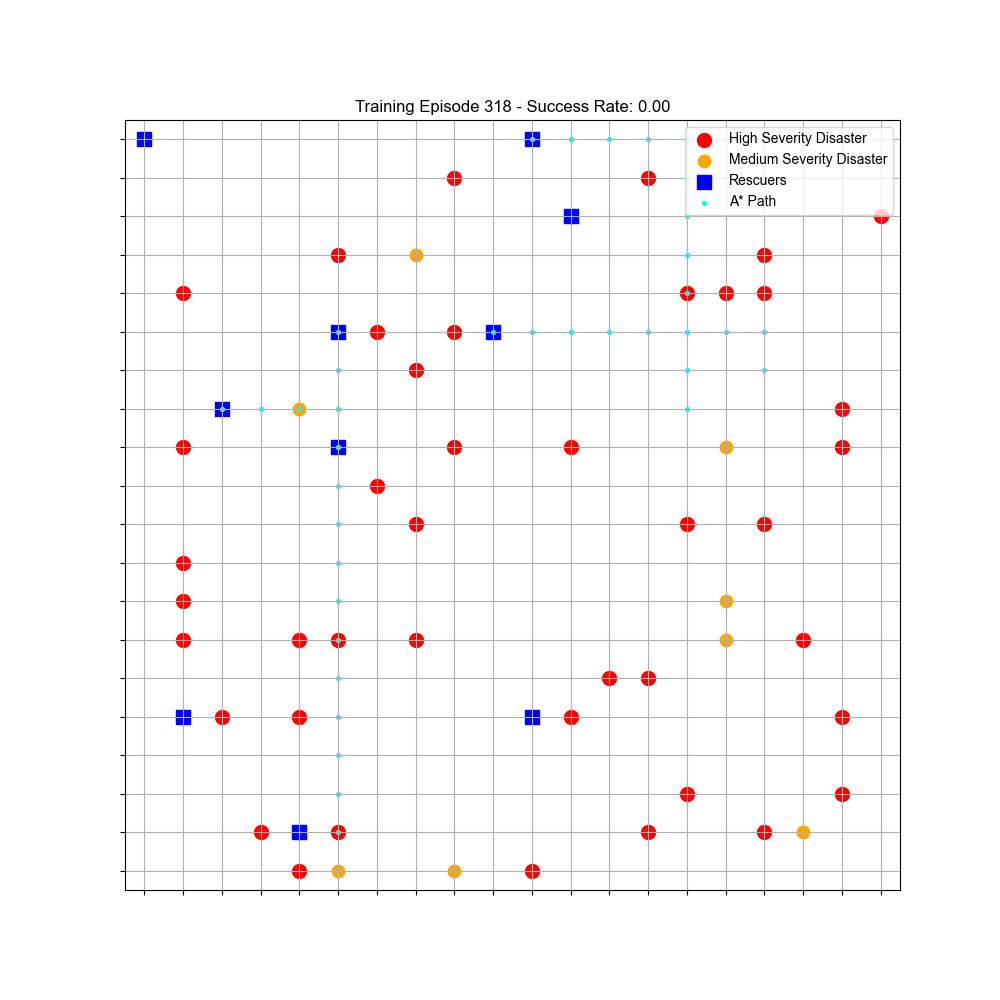 Training Episode 318 - Success Rate: 0.00
High Severity Disaster
Medium Severity Disaster
Rescuers
A* Path